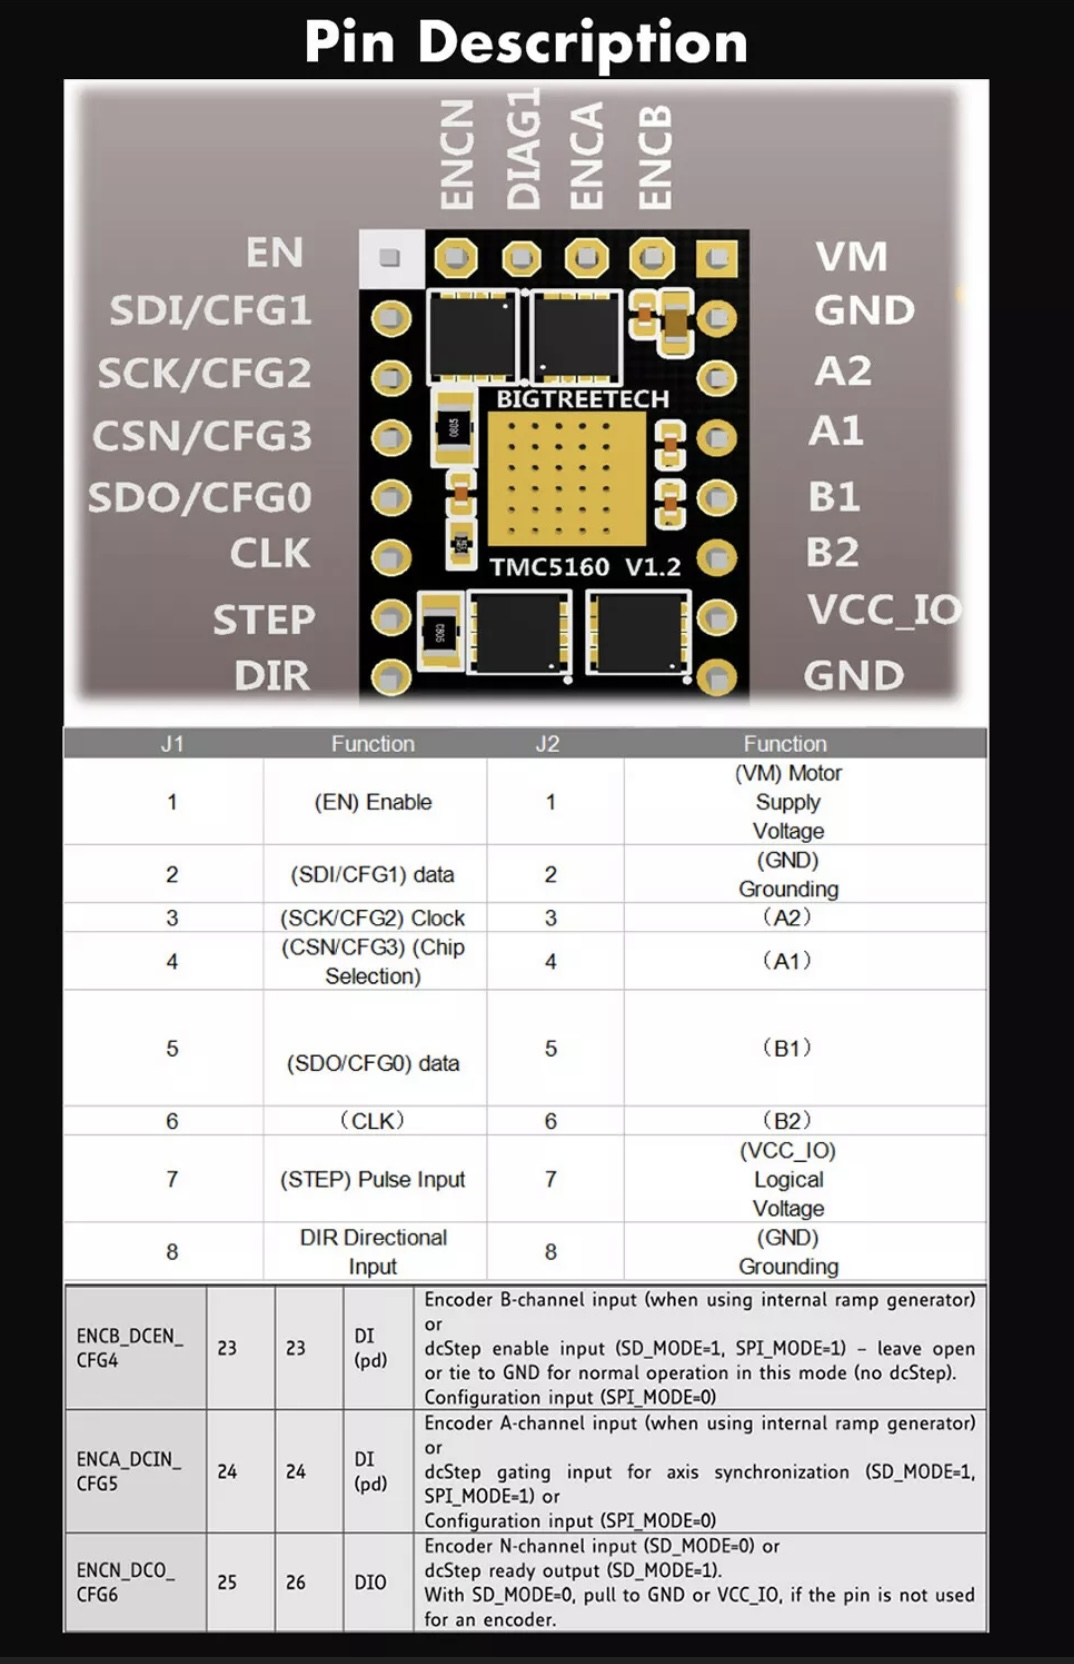 Pin Description
ENCN
DIAG1
ENCA
ENCB
EN
VM
SDI/CFG1
GND
SCK/CFG2
A2
CSN/CFG3
A1
SDO/CFG0
B1
CLK
B2
STEP
VCC_IO
DIR
GND
BIGTREETECH
TMC5160 V1.2
J1 Function J2 Function
1 (EN) Enable 1 (VM) Motor
Supply
Voltage
2 (SDI/CFG1) data 2 (GND)
Grounding
3 (SCK/CFG2) Clock 3 (A2)
4 (CSN/CFG3) (Chip
Selection) 4 (A1)
5 (SDO/CFG0) data 5 (B1)
6 (CLK) 6 (B2)
7 (STEP) Pulse Input 7 (VCC_IO)
Logical
Voltage
8 DIR Directional
Input 8 (GND)
Grounding
ENCB_DCEN_
CFG4
23
23
DI
(pd)
Encoder B-channel input (when using internal ramp generator)
or
dcStep enable input (SD_MODE=1, SPI_MODE=1) – leave open
or tie to GND for normal operation in this mode (no dcStep).
Configuration input (SPI_MODE=0)
ENCA_DCIN_
CFG5
24
24
DI
(pd)
Encoder A-channel input (when using internal ramp generator)
or
dcStep gating input for axis synchronization (SD_MODE=1,
SPI_MODE=1) or
Configuration input (SPI_MODE=0)
ENCN_DCO_
CFG6
25
26
DIO
Encoder N-channel input (SD_MODE=0) or
dcStep ready output (SD_MODE=1).
With SD_MODE=0, pull to GND or VCC_IO, if the pin is not used
for an encoder.